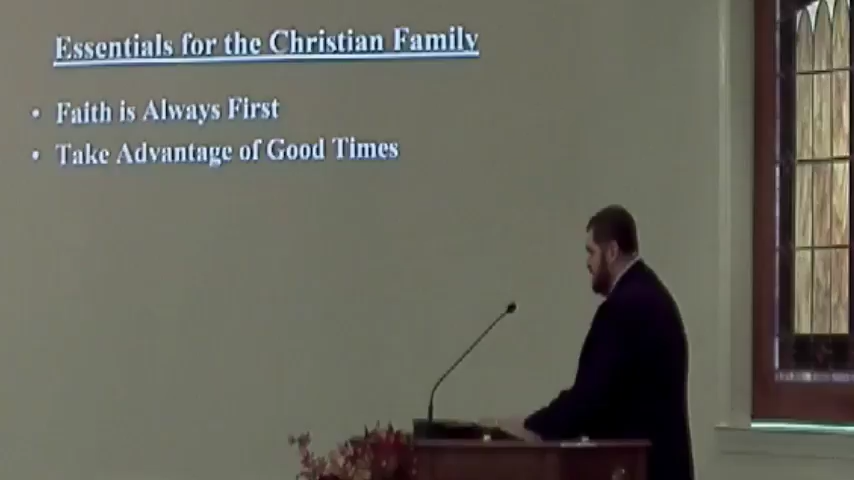 Essentials for the Christian Family
• Faith is Always First
• Take Advantage of Good Times